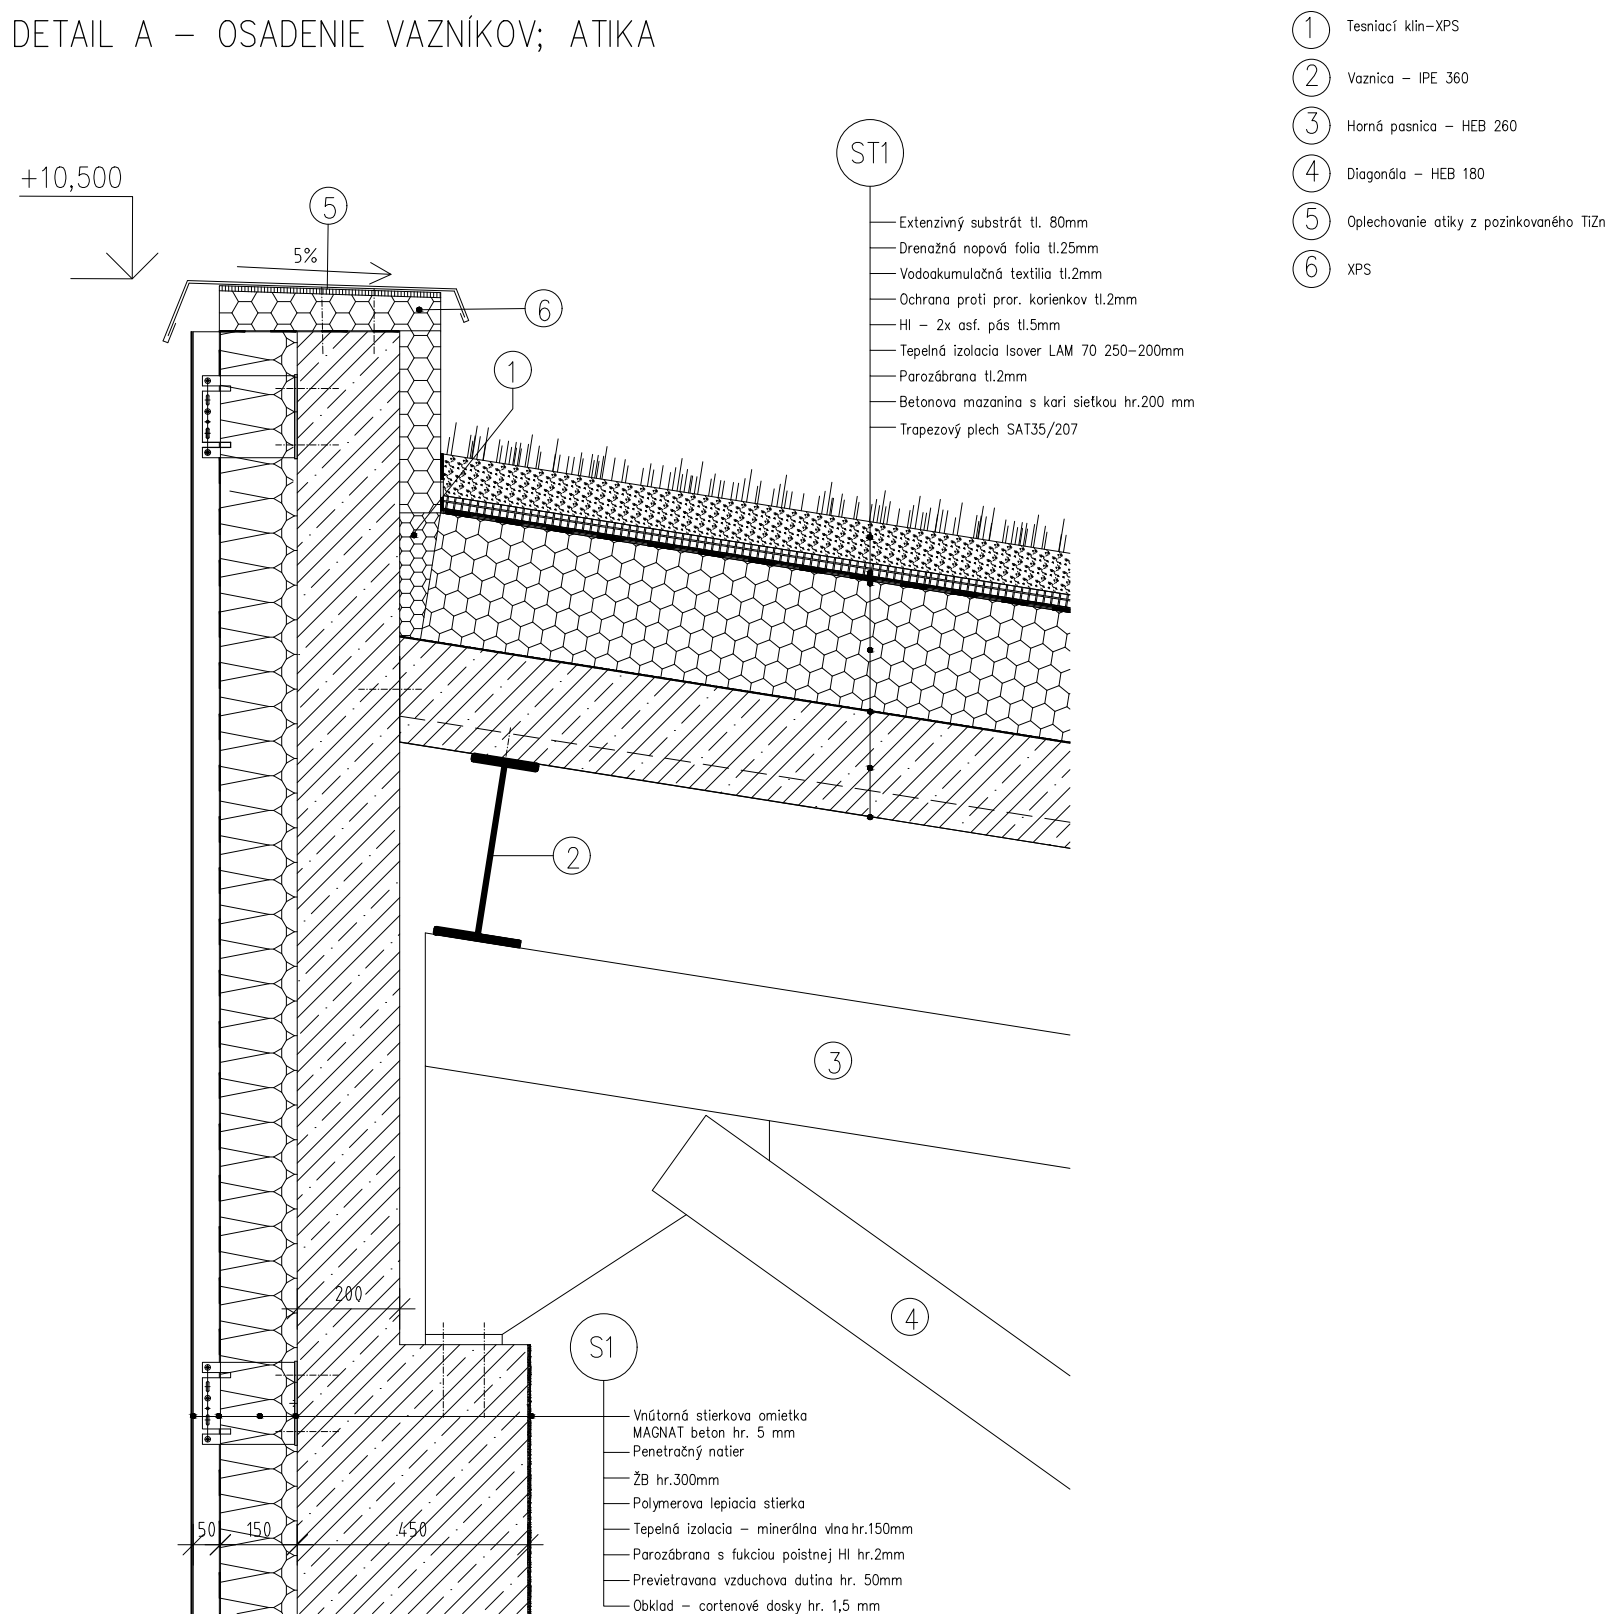 DETAIL A – OSADENIE VAZNÍKOV; ATIKA
1 Tesniací klin–XPS
2 Vaznica – IPE 360
3 Horná pasnica – HEB 260
4 Diagonála – HEB 180
5 Oplechovanie atiky z pozinkovaného TiZn
6 XPS
+10,500
5
5%
6
1
ST1
Extenzivný substrát tl. 80mm
Drenažná nopová folia tl.25mm
Vodoakumulačná textilia tl.2mm
Ochrana proti pror. korienkov tl.2mm
HI – 2x asf. pás tl.5mm
Tepelná izolacia Isover LAM 70 250–200mm
Parozábrana tl.2mm
Betonova mazanina s kari sieťkou hr.200 mm
Trapezový plech SAT35/207
2
3
4
200
S1
Vnútorná stierkova omietka
MAGNAT beton hr. 5 mm
Penetračný natier
ŽB hr.300mm
Polymerova lepiacia stierka
Tepelná izolacia – minerálna vlna hr.150mm
Parozábrana s fukciou poistnej HI hr.2mm
Previetravana vzduchova dutina hr. 50mm
Obklad – cortenové dosky hr. 1,5 mm
50 150 450